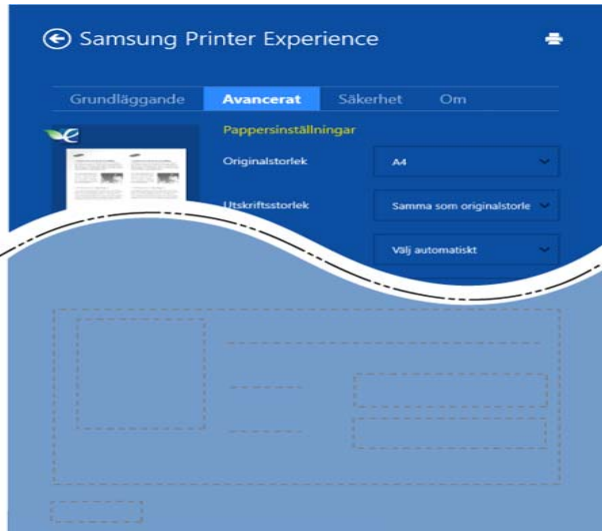 Samsung Printer Experience
Grundläggande Avancerat Säkerhet Om
Pappersinställningar
Originalstorlek A4
Utskriftsstorlek Samma som originalstorle
Välj automatiskt